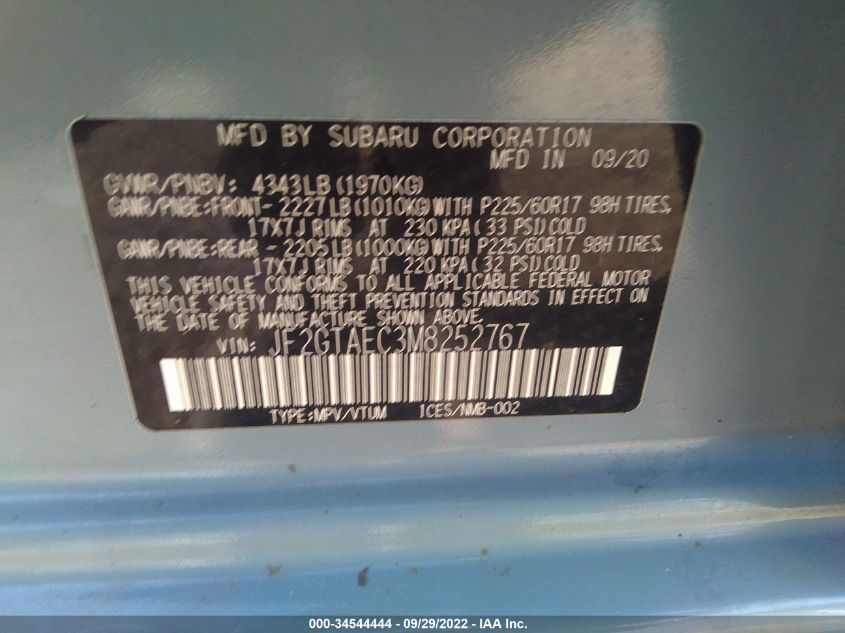 MFD BY SUBARU CORPORATION
MFD IN 09/20
GVWR/PNBV: 4343LB (1970KG)
GAWR/PNBE:FRONT- 2227LB (1010KG) WITH P225/60R17 98H TIRES,
17X7J RIMS AT 230 KPA ( 33 PSI) COLD
GAWR/PNBE:REAR - 2205LB (1000KG) WITH P225/60R17 98H TIRES,
17X7J RIMS AT 220 KPA ( 32 PSI) COLD
THIS VEHICLE CONFORMS TO ALL APPLICABLE FEDERAL MOTOR
VEHICLE SAFETY AND THEFT PREVENTION STANDARDS IN EFFECT ON
THE DATE OF MANUFACTURE SHOWN ABOVE.
VIN: JF2GTAEC3M8252767
TYPE:MPV/VTUM ICES/NMB-002
000-34544444 - 09/29/2022 - IAA Inc.